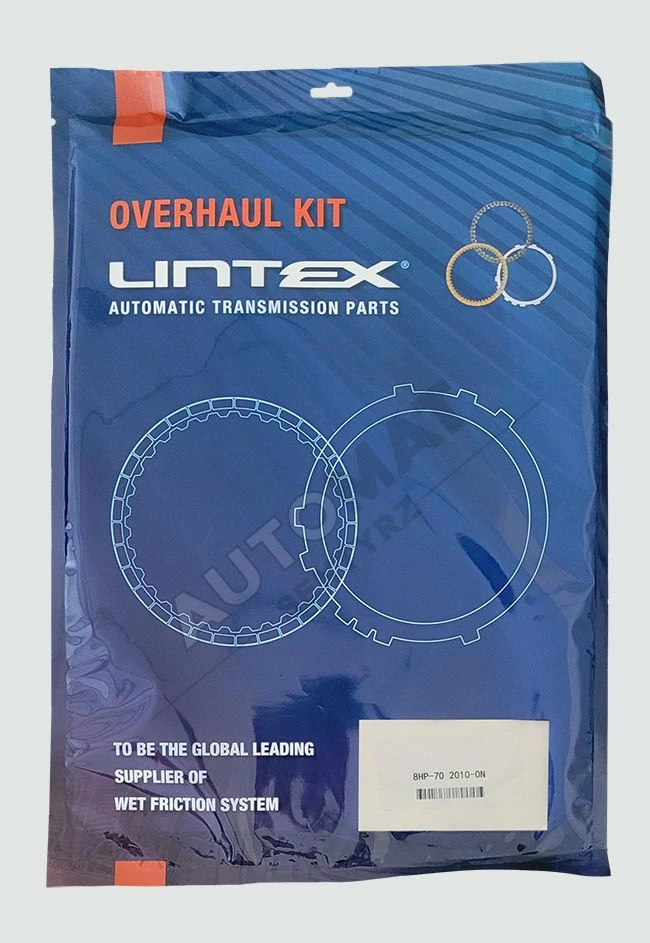 OVERHAUL KIT
LINTEX®
AUTOMATIC TRANSMISSION PARTS
TO BE THE GLOBAL LEADING
SUPPLIER OF
WET FRICTION SYSTEM
8HP-70 2010-ON